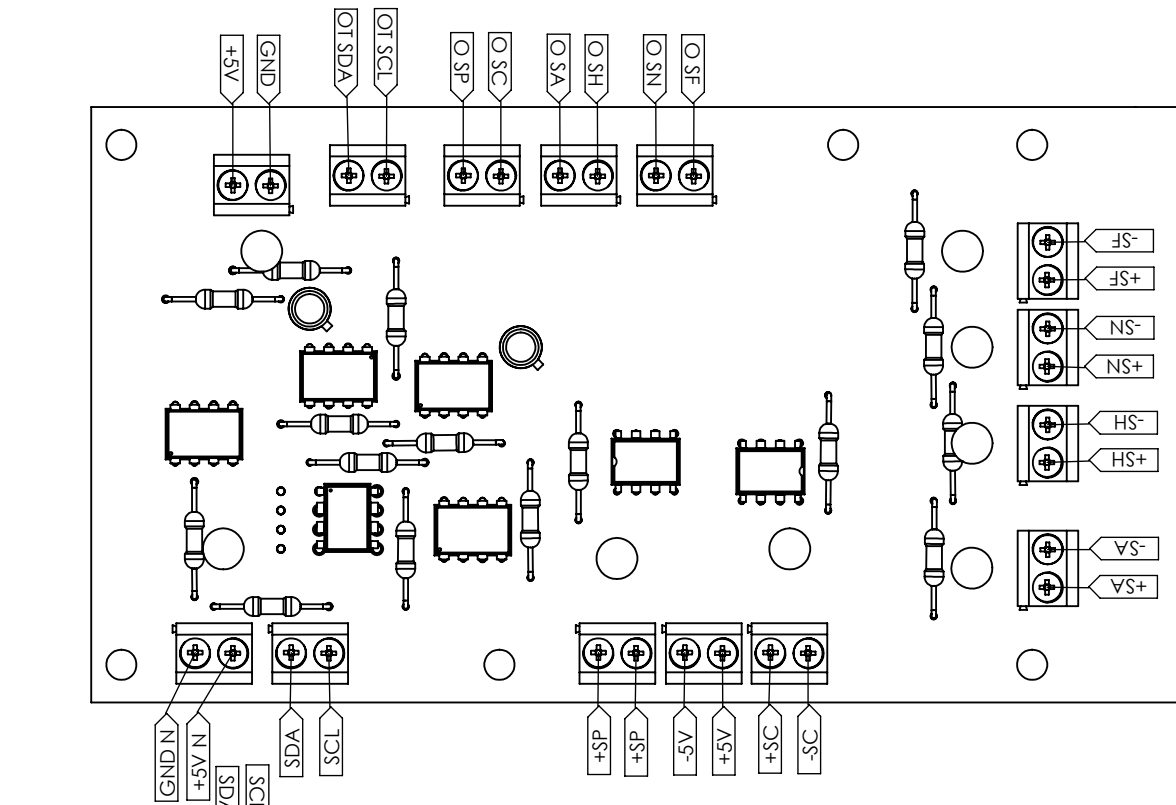 +5V
GND
OT SDA
OT SCL
O SP
O SC
O SA
O SH
O SN
O SF
-SF
+SF
-SN
+SN
-SH
+SH
-SA
+SA
GND N
+5V N
SDA
SCL
+SP
+SP
-5V
+5V
+SC
-SC